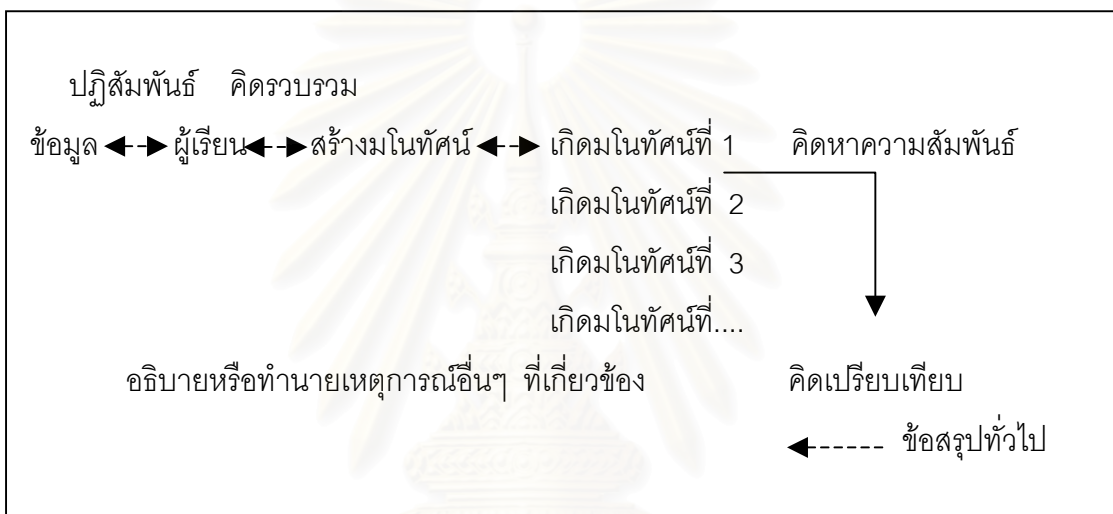 ปฏิสัมพันธ์ คิดรวบรวม
ข้อมูล ผู้เรียน สร้างมโนทัศน์ เกิดมโนทัศน์ที่ 1 คิดหาความสัมพันธ์
เกิดมโนทัศน์ที่ 2
เกิดมโนทัศน์ที่ 3
เกิดมโนทัศน์ที่....
อธิบายหรือทำนายเหตุการณ์อื่นๆ ที่เกี่ยวข้อง คิดเปรียบเทียบ
ข้อสรุปทั่วไป